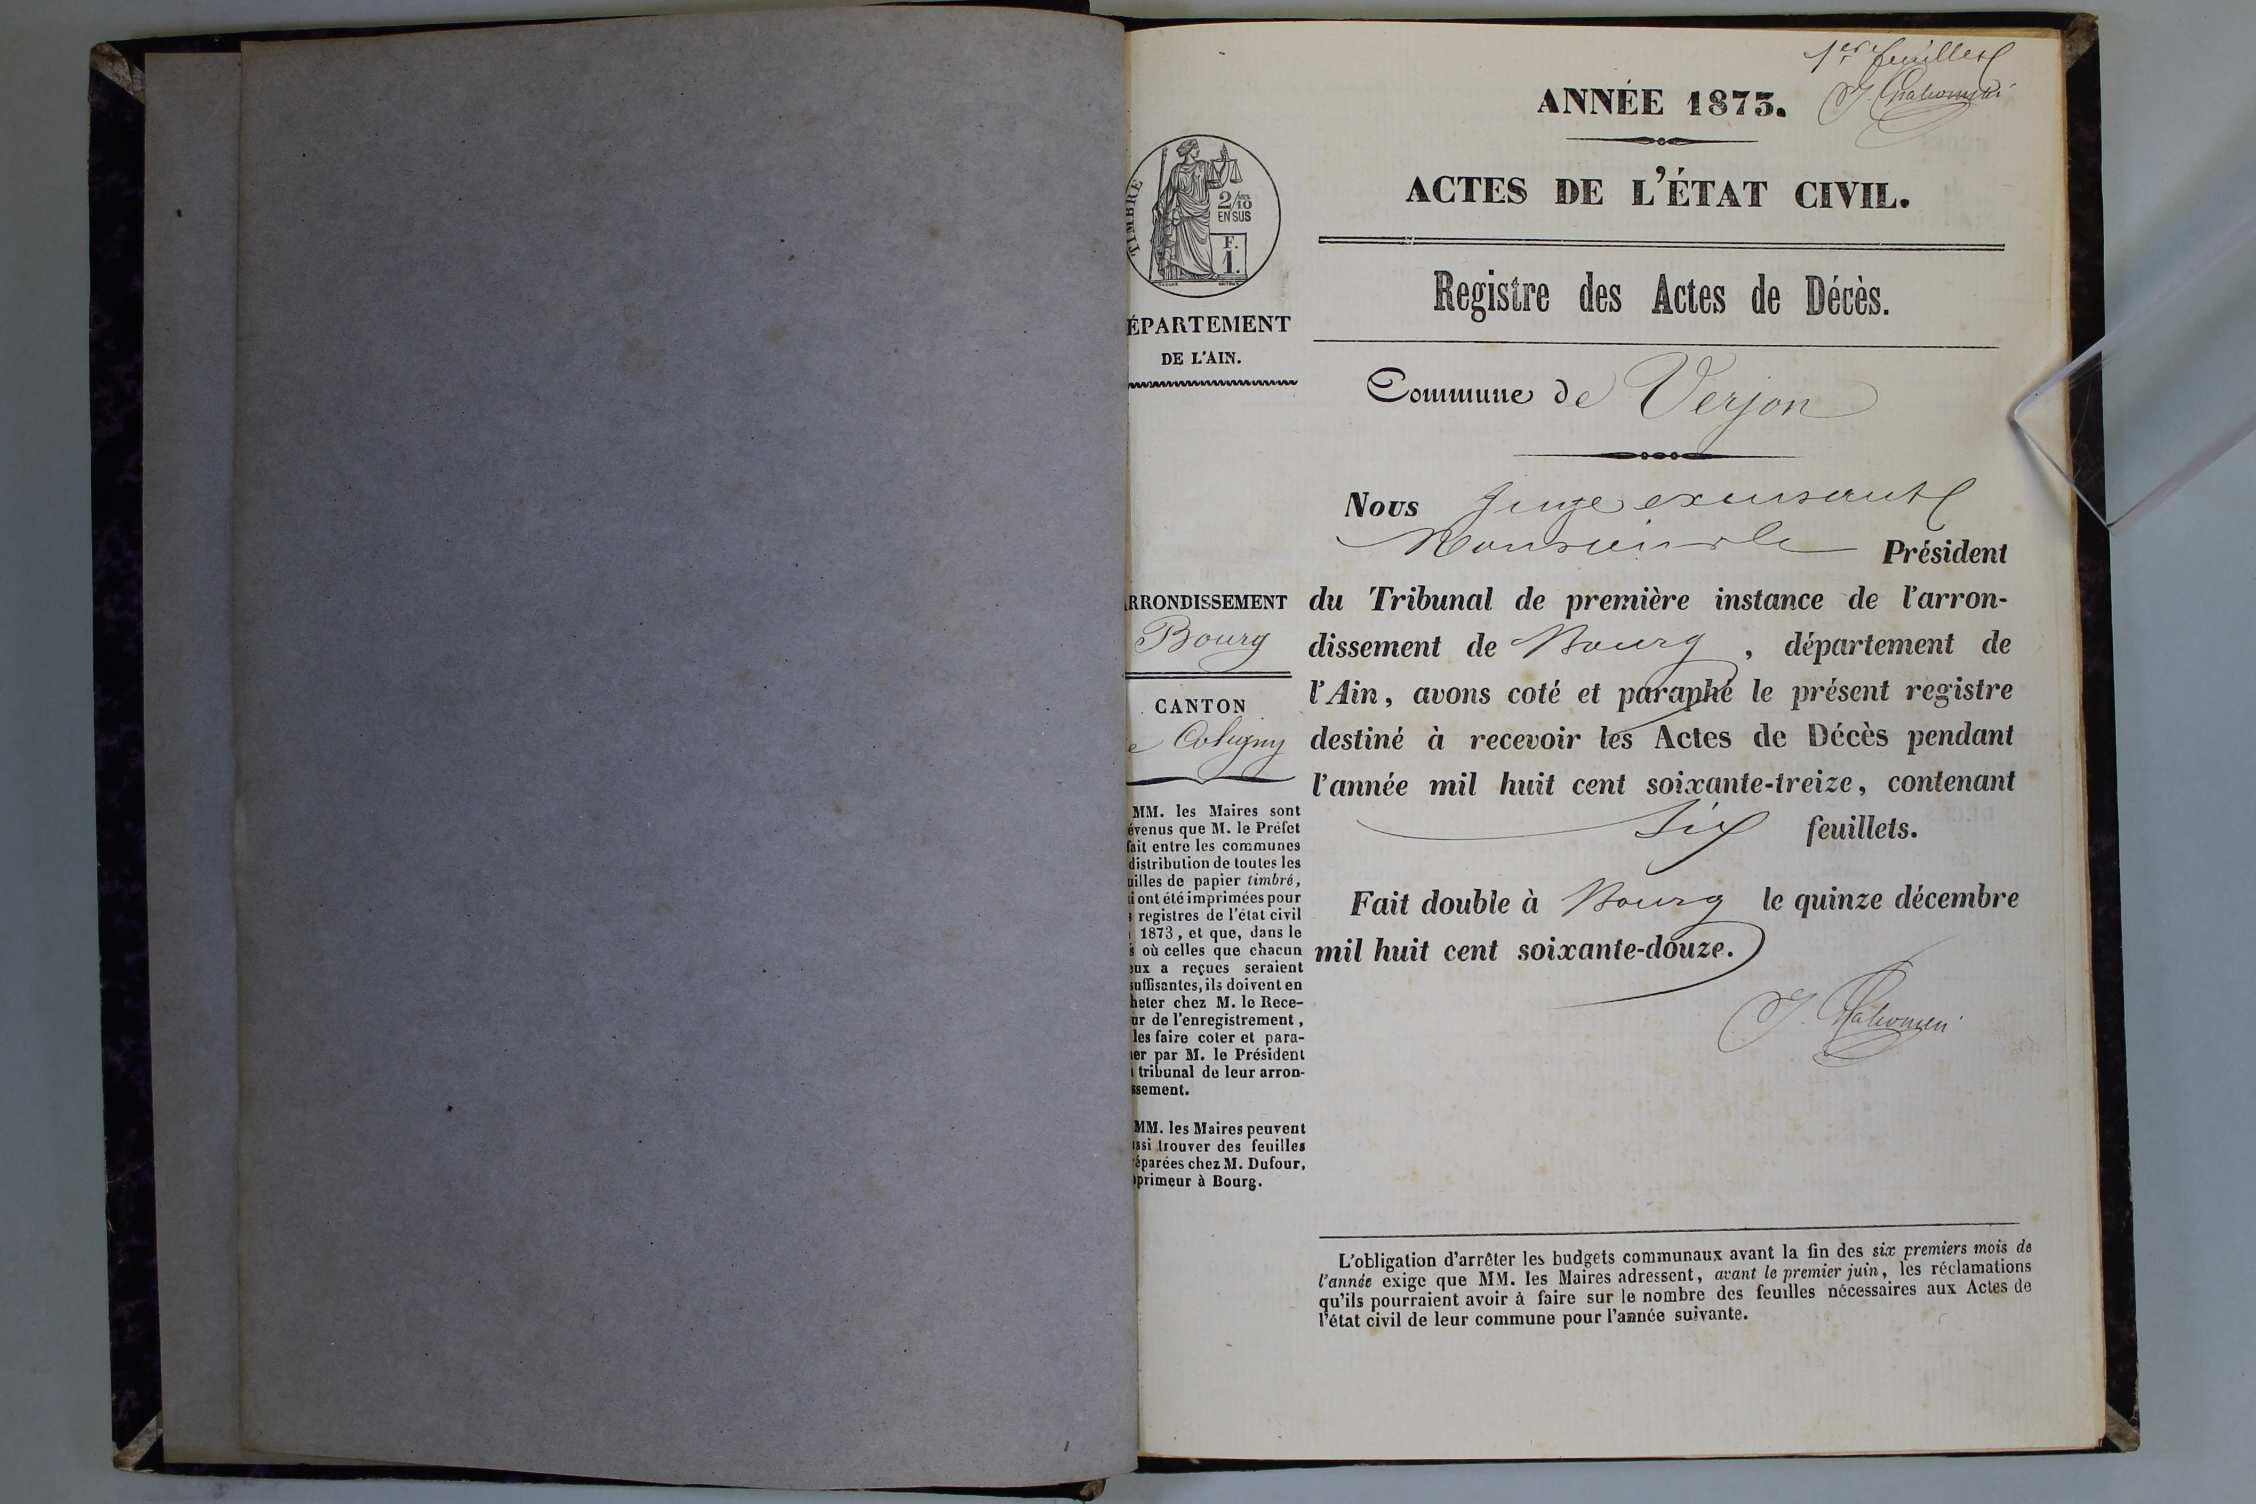 1er feuillet
ANNÉE 1873.
ACTES DE L'ÉTAT CIVIL.
Registre des Actes de Décès.
Commune de Verjon
Nous Juge excusant
Monsieur le Président
du Tribunal de première instance de l'arron-
dissement de Bourg, département de
l'Ain, avons coté et paraphé le présent registre
destiné à recevoir les Actes de Décès pendant
l'année mil huit cent soixante-treize, contenant
six feuillets.
Fait double à Bourg le quinze décembre
mil huit cent soixante-douze.
L'obligation d'arrêter les budgets communaux avant la fin des six premiers mois de
l'année exige que MM. les Maires adressent, avant le premier juin, les réclamations
qu'ils pourraient avoir à faire sur le nombre des feuilles nécessaires aux Actes de
l'état civil de leur commune pour l'année suivante.
TIMBRE
2/10
EN SUS
F.
1.
ÉPARTEMENT
DE L'AIN.
RRONDISSEMENT
Bourg
CANTON
e Coligny
MM. les Maires sont
évenus que M. le Préfet
fait entre les communes
distribution de toutes les
uilles de papier timbré,
i ont été imprimées pour
s registres de l'état civil
1873, et que, dans le
s où celles que chacun
eux a reçues seraient
suffisantes, ils doivent en
heter chez M. le Rece-
ur de l'enregistrement,
les faire coter et para-
er par M. le Président
tribunal de leur arron-
ssement.
MM. les Maires peuvent
ssi trouver des feuilles
éparées chez M. Dufour,
primeur à Bourg.